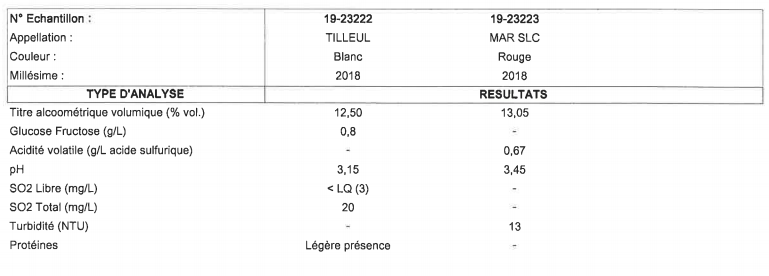 N° Echantillon : 19-23222 19-23223
Appellation : TILLEUL MAR SLC
Couleur : Blanc Rouge
Millésime : 2018 2018
TYPE D'ANALYSE RESULTATS
Titre alcoométrique volumique (% vol.) 12,50 13,05
Glucose Fructose (g/L) 0,8 -
Acidité volatile (g/L acide sulfurique) - 0,67
pH 3,15 3,45
SO2 Libre (mg/L) < LQ (3) -
SO2 Total (mg/L) 20 -
Turbidité (NTU) - 13
Protéines Légère présence -